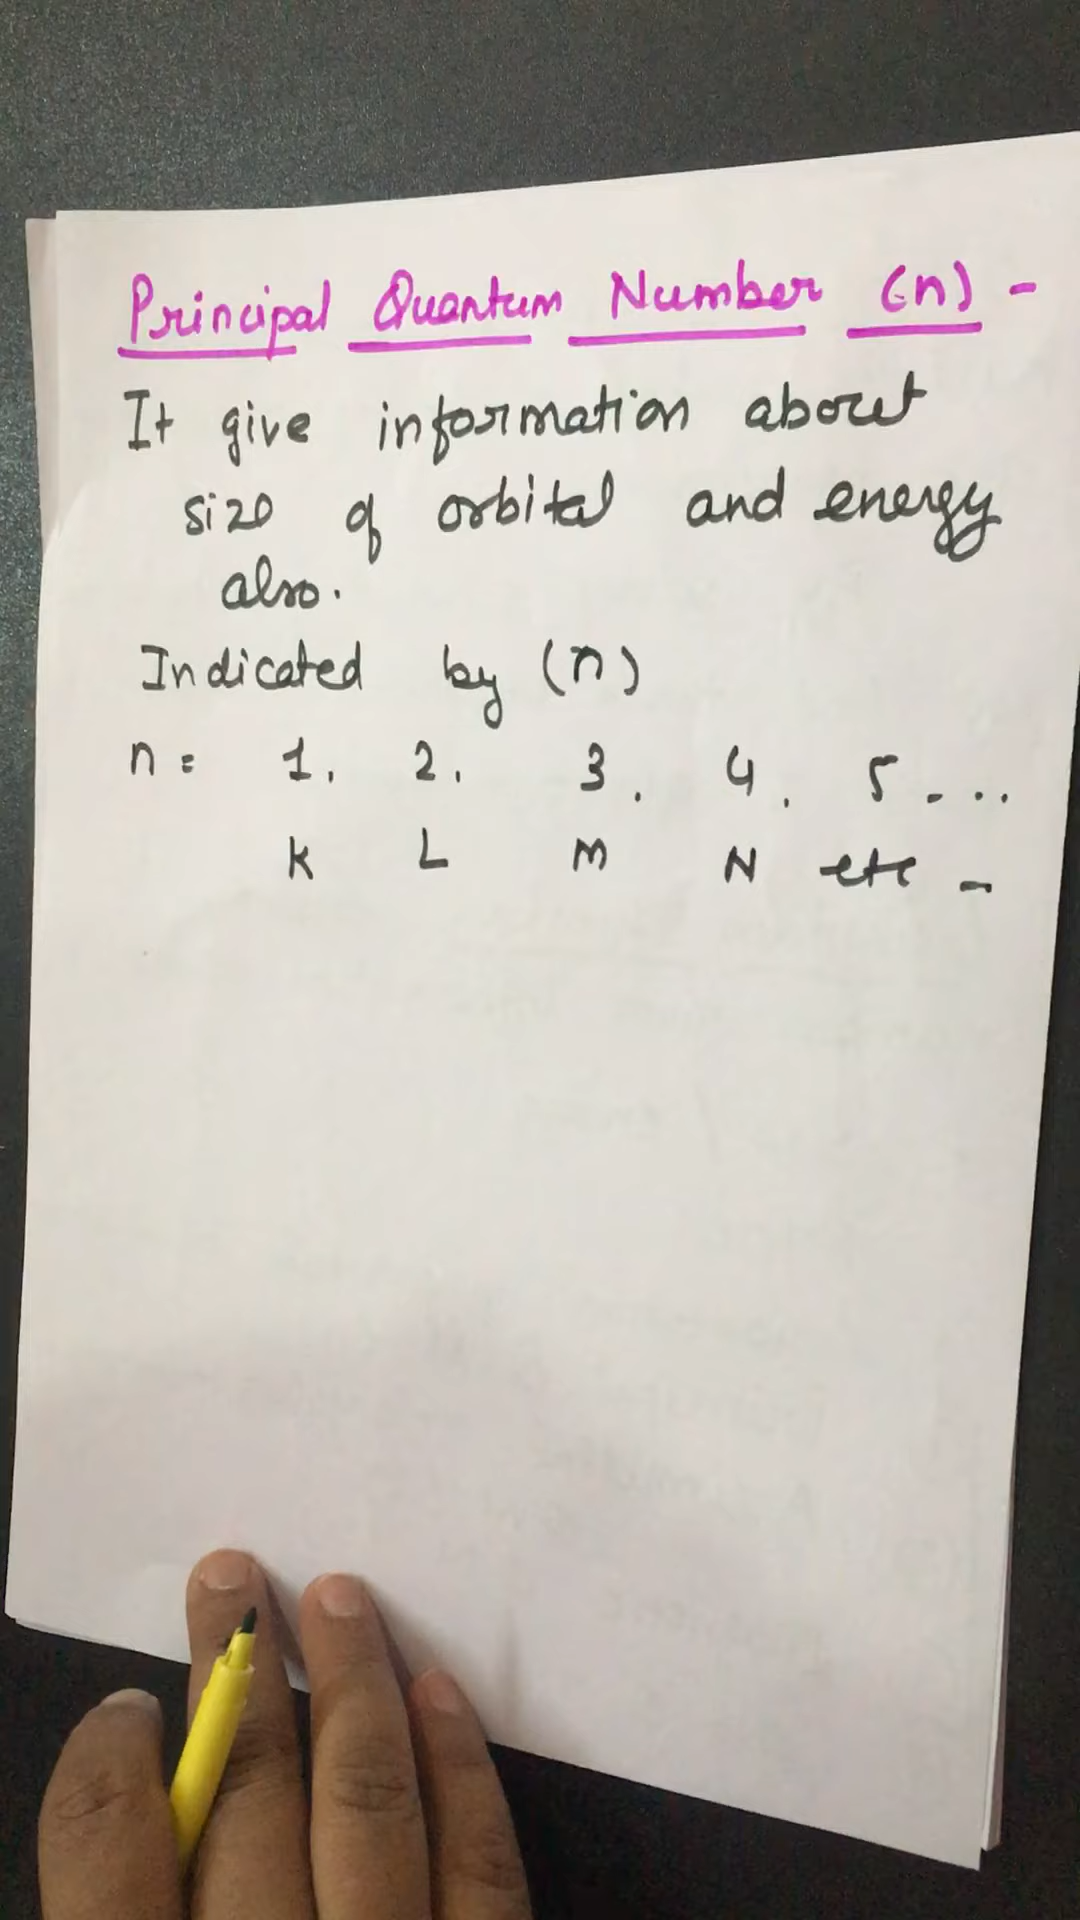 Principal Quantum Number (n) -
It give information about
size of orbital and energy
also.
Indicated by (n)
n = 1, 2, 3, 4, 5 - ...
K L M N etc -